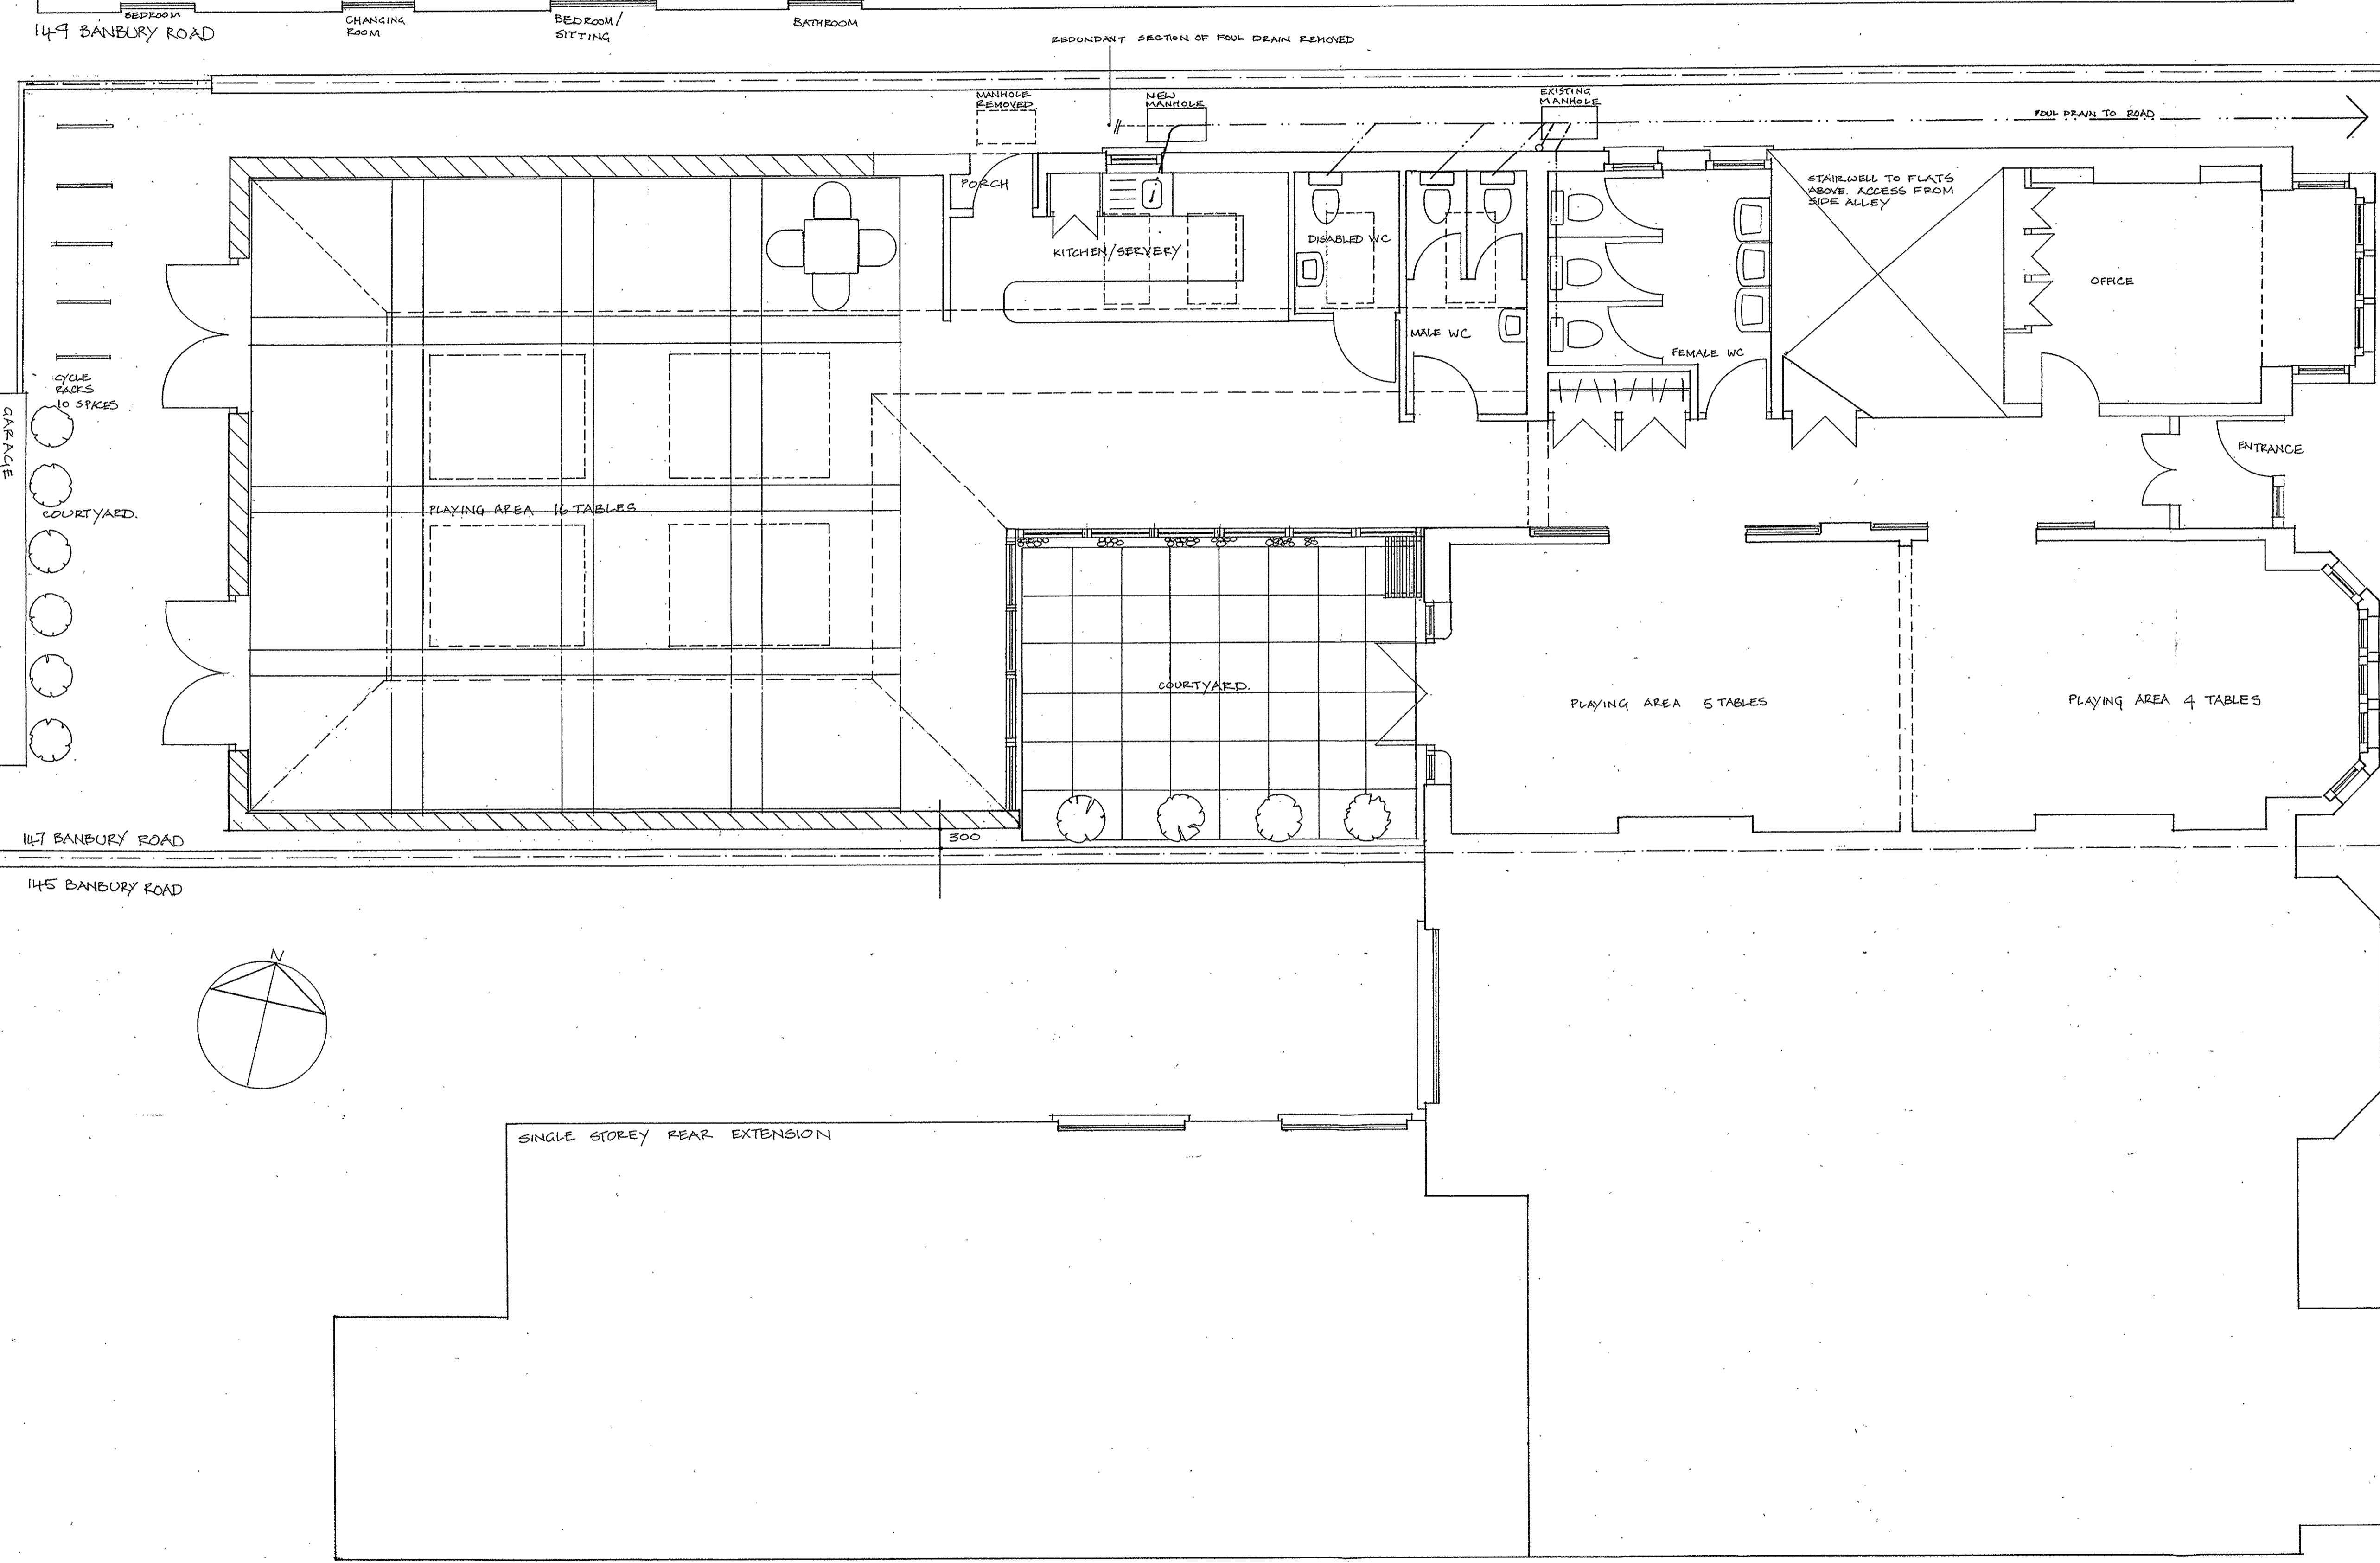 BEDROOM
CHANGING
ROOM
BEDROOM/
SITTING
BATHROOM
149 BANBURY ROAD
REDUNDANT SECTION OF FOUL DRAIN REMOVED
MANHOLE
REMOVED
NEW
MANHOLE
EXISTING
MANHOLE
FOUL DRAIN TO ROAD
PORCH
KITCHEN/SERVERY
DISABLED WC
MALE WC
FEMALE WC
STAIRWELL TO FLATS
ABOVE. ACCESS FROM
SIDE ALLEY
OFFICE
ENTRANCE
CYCLE
RACKS
10 SPACES
GARAGE
COURTYARD.
PLAYING AREA 16 TABLES
COURTYARD.
PLAYING AREA 5 TABLES
PLAYING AREA 4 TABLES
300
147 BANBURY ROAD
145 BANBURY ROAD
N
SINGLE STOREY REAR EXTENSION